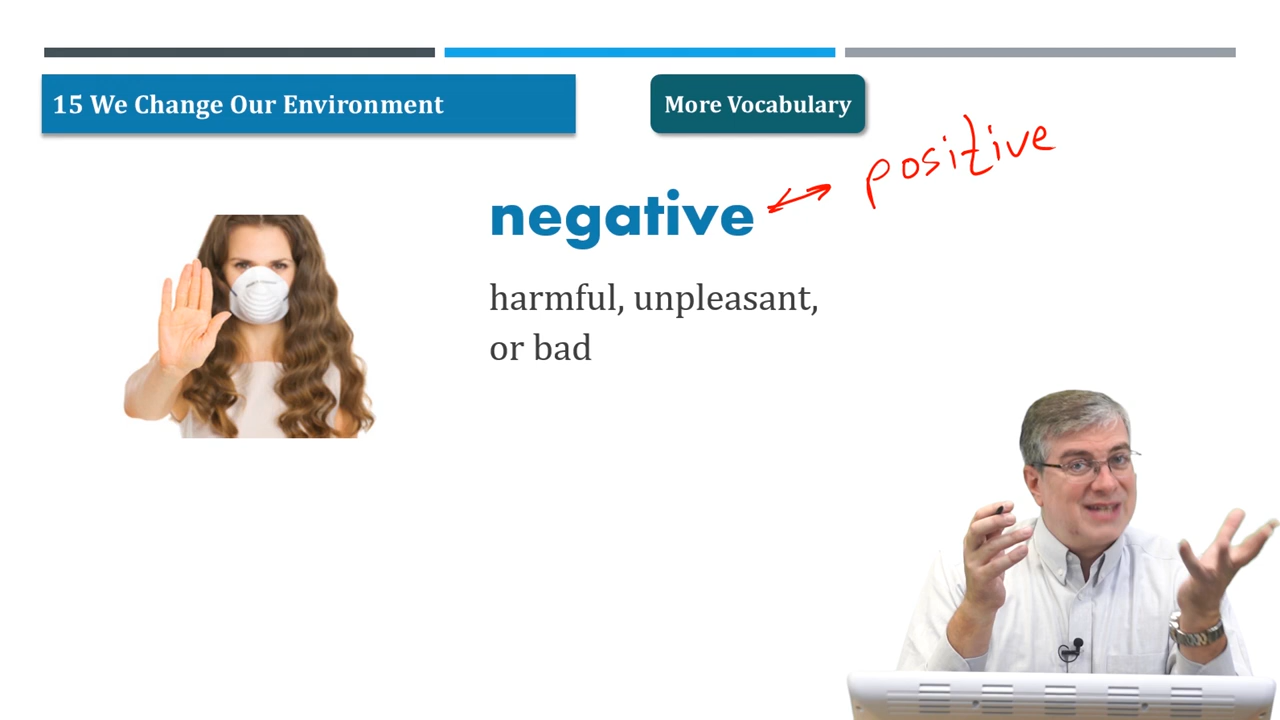 15 We Change Our Environment
More Vocabulary
positive
negative
harmful, unpleasant,
or bad